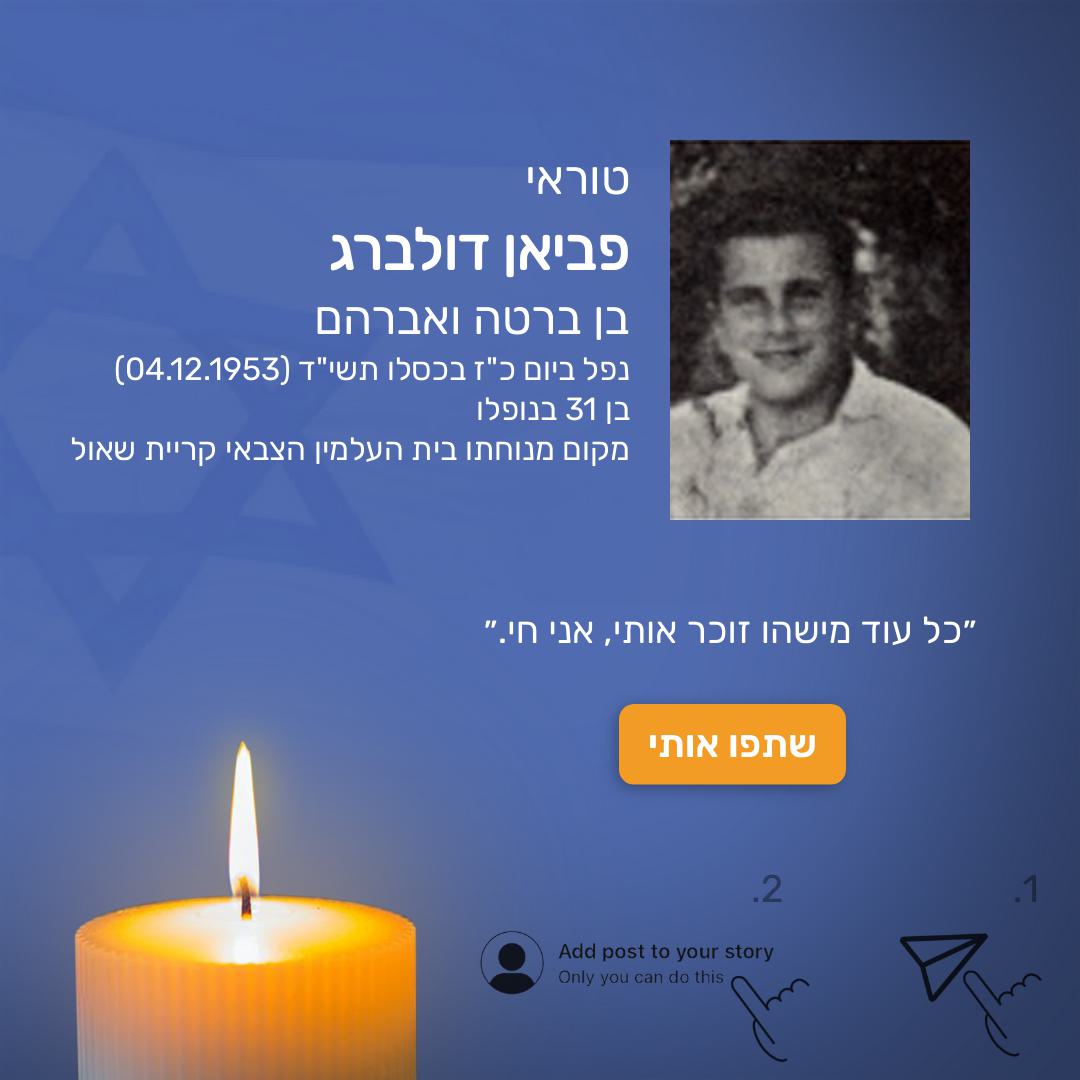 טוראי
פביאן דולברג
בן ברטה ואברהם
נפל ביום כ"ז בכסלו תשי"ד (04.12.1953)
בן 31 בנופלו
מקום מנוחתו בית העלמין הצבאי קריית שאול
״כל עוד מישהו זוכר אותי, אני חי.״
שתפו אותי
.1
.2
Add post to your story
Only you can do this